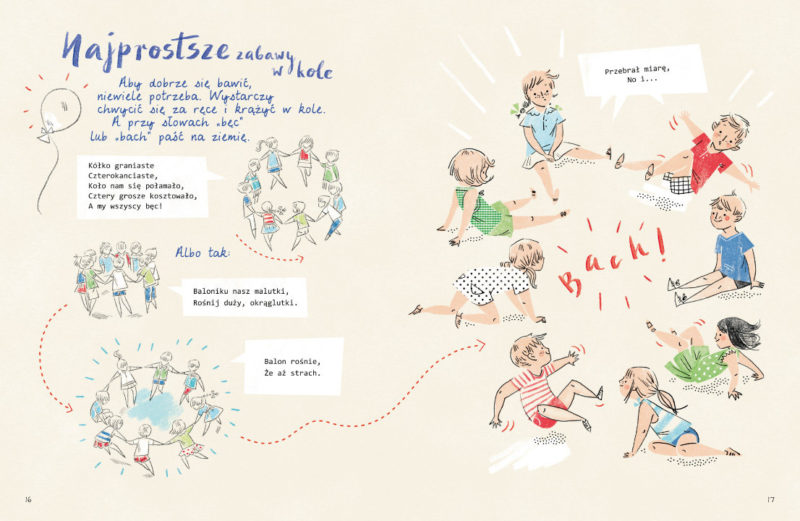 Najprostsze zabawy
w kole
Aby dobrze się bawić,
niewiele potrzeba. Wystarczy
chwycić się za ręce i krążyć w kole.
A przy słowach „bęc"
lub „bach" paść na ziemię.
Kółko graniaste
Czterokanciaste,
Koło nam się połamało,
Cztery grosze kosztowało,
A my wszyscy bęc!
Albo tak:
Baloniku nasz malutki,
Rośnij duży, okrąglutki.
Balon rośnie,
Że aż strach.
16
Przebrał miarę,
No i...
Bach!
17